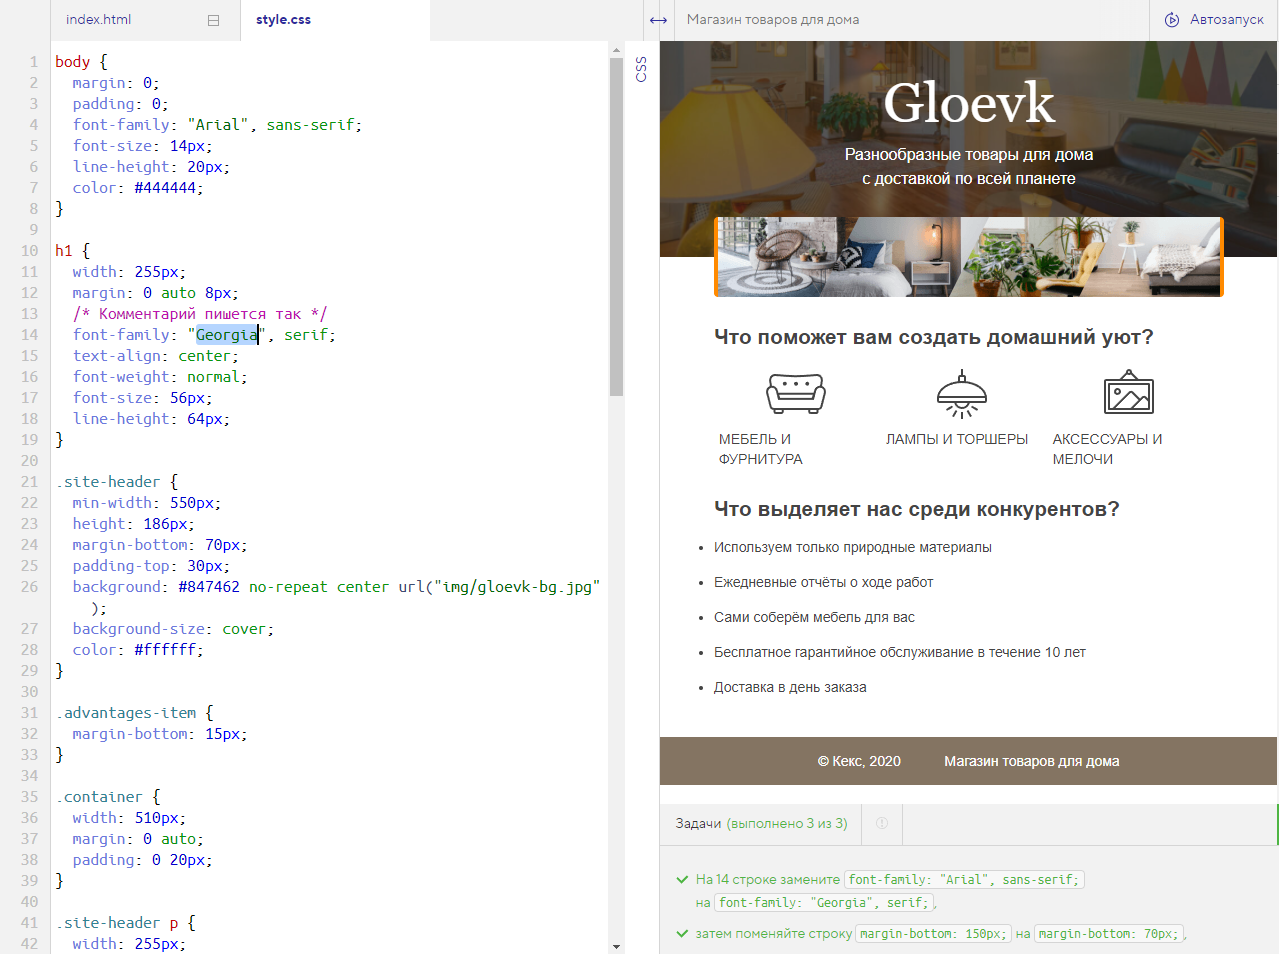 index.html
style.css
Магазин товаров для дома
Автозапуск
CSS
1 body {
2 margin: 0;
3 padding: 0;
4 font-family: "Arial", sans-serif;
5 font-size: 14px;
6 line-height: 20px;
7 color: #444444;
8 }
9
10 h1 {
11 width: 255px;
12 margin: 0 auto 8px;
13 /* Комментарий пишется так */
14 font-family: "Georgia", serif;
15 text-align: center;
16 font-weight: normal;
17 font-size: 56px;
18 line-height: 64px;
19 }
20
21 .site-header {
22 min-width: 550px;
23 height: 186px;
24 margin-bottom: 70px;
25 padding-top: 30px;
26 background: #847462 no-repeat center url("img/gloevk-bg.jpg"
);
27 background-size: cover;
28 color: #ffffff;
29 }
30
31 .advantages-item {
32 margin-bottom: 15px;
33 }
34
35 .container {
36 width: 510px;
37 margin: 0 auto;
38 padding: 0 20px;
39 }
40
41 .site-header p {
42 width: 255px;
Gloevk
Разнообразные товары для дома
с доставкой по всей планете
Что поможет вам создать домашний уют?
МЕБЕЛЬ И
ФУРНИТУРА
ЛАМПЫ И ТОРШЕРЫ
АКСЕССУАРЫ И
МЕЛОЧИ
Что выделяет нас среди конкурентов?
• Используем только природные материалы
• Ежедневные отчёты о ходе работ
• Сами соберём мебель для вас
• Бесплатное гарантийное обслуживание в течение 10 лет
• Доставка в день заказа
© Кекс, 2020
Магазин товаров для дома
Задачи (выполнено 3 из 3)
На 14 строке замените font-family: "Arial", sans-serif;
на font-family: "Georgia", serif;,
затем поменяйте строку margin-bottom: 150px; на margin-bottom: 70px;,